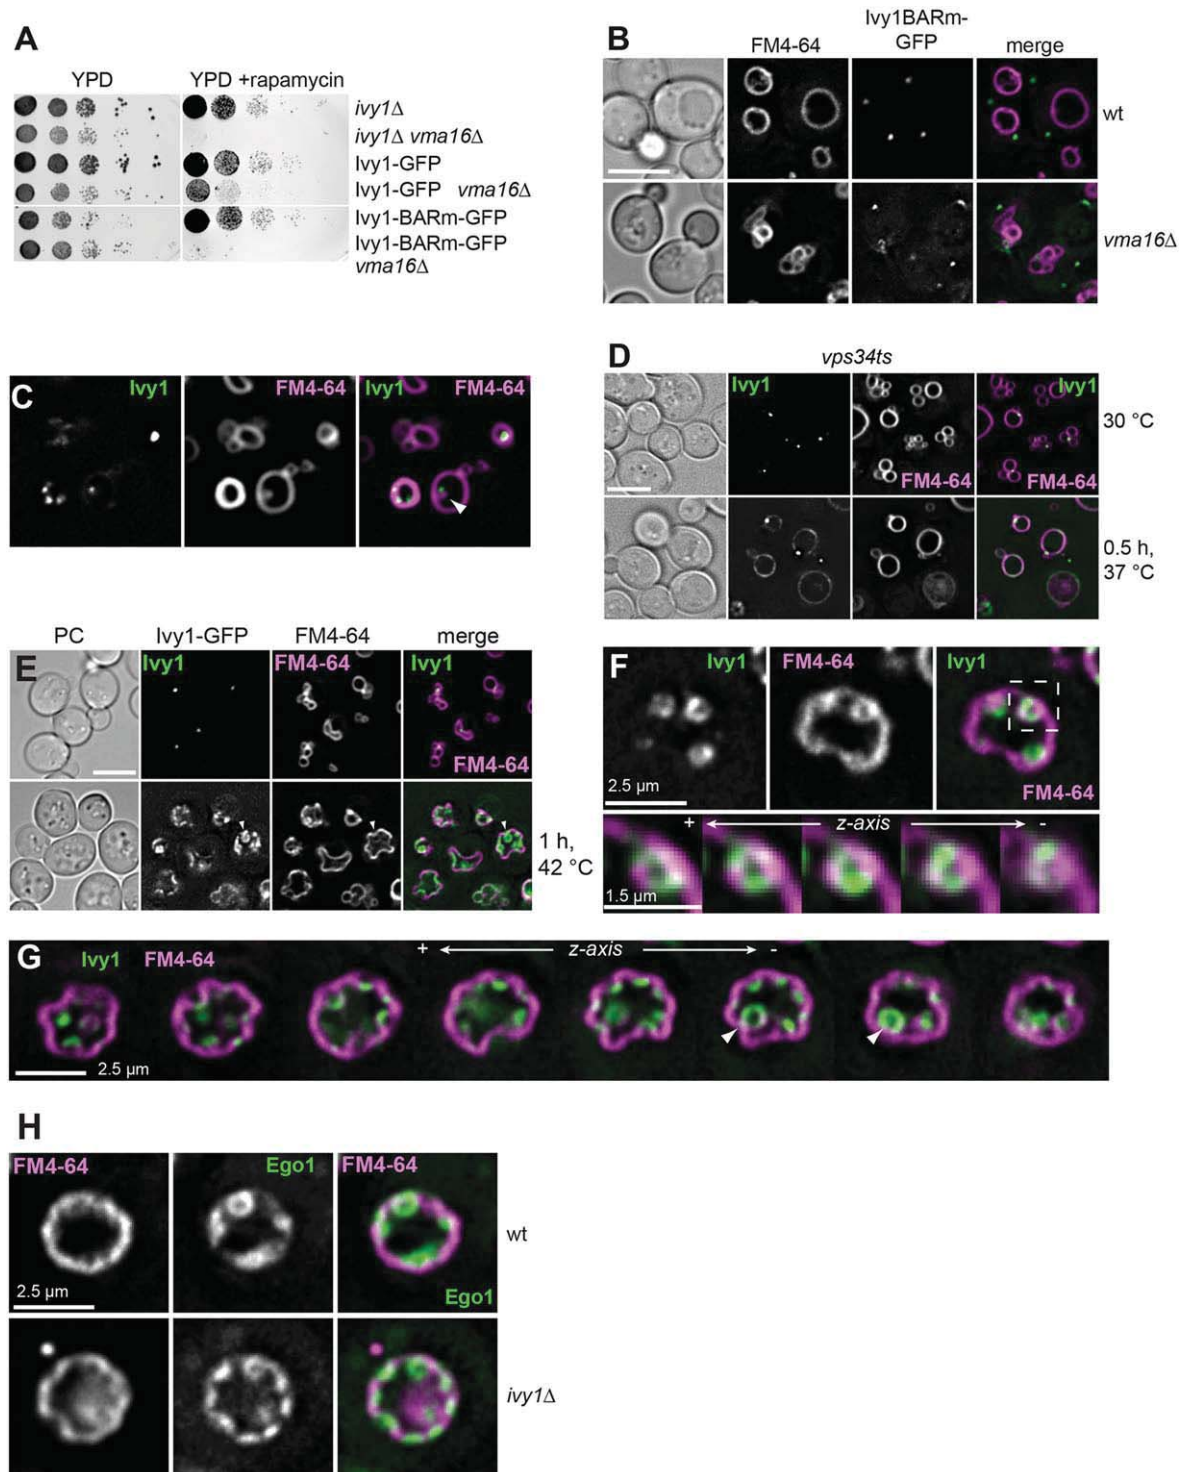 A
YPD
YPD +rapamycin
ivy1Δ
ivy1Δ vma16Δ
Ivy1-GFP
Ivy1-GFP vma16Δ
Ivy1-BARm-GFP
Ivy1-BARm-GFP
vma16Δ
B
FM4-64
Ivy1BARm-
GFP
merge
wt
vma16Δ
C
Ivy1
FM4-64
Ivy1
FM4-64
D
vps34ts
Ivy1
Ivy1
FM4-64
FM4-64
30 °C
0.5 h,
37 °C
PC
Ivy1-GFP
FM4-64
merge
E
Ivy1
FM4-64
Ivy1
FM4-64
1 h,
42 °C
F
Ivy1
FM4-64
Ivy1
2.5 µm
FM4-64
+ z-axis -
1.5 µm
G
Ivy1 FM4-64
+ z-axis -
2.5 µm
H
FM4-64
Ego1
FM4-64
wt
2.5 µm
Ego1
ivy1Δ